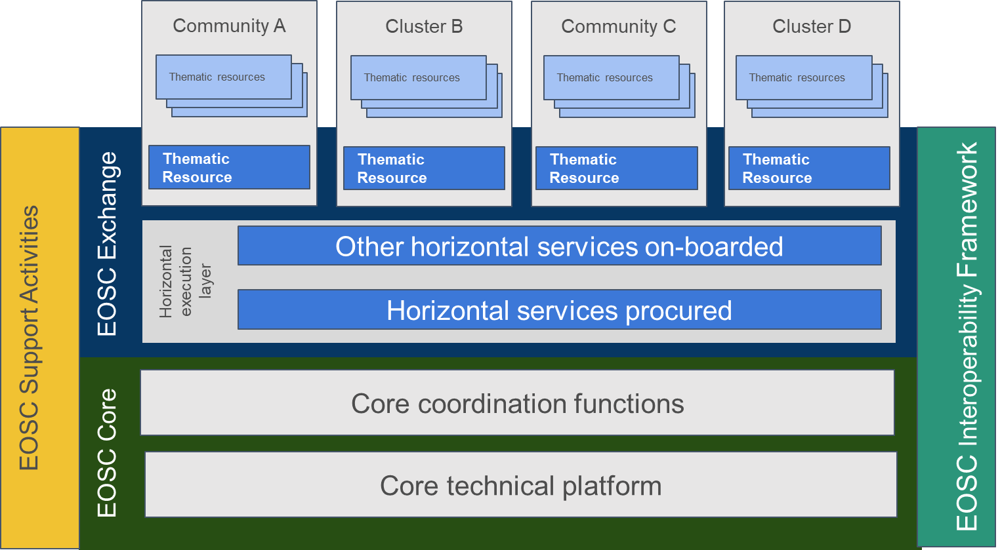 Community A
Thematic resources
Thematic
Resource
Cluster B
Thematic resources
Thematic
Resource
Community C
Thematic resources
Thematic
Resource
Cluster D
Thematic resources
Thematic
Resource
EOSC Support Activities
EOSC Exchange
Horizontal
execution
layer
Other horizontal services on-boarded
Horizontal services procured
EOSC Core
Core coordination functions
Core technical platform
EOSC Interoperability Framework